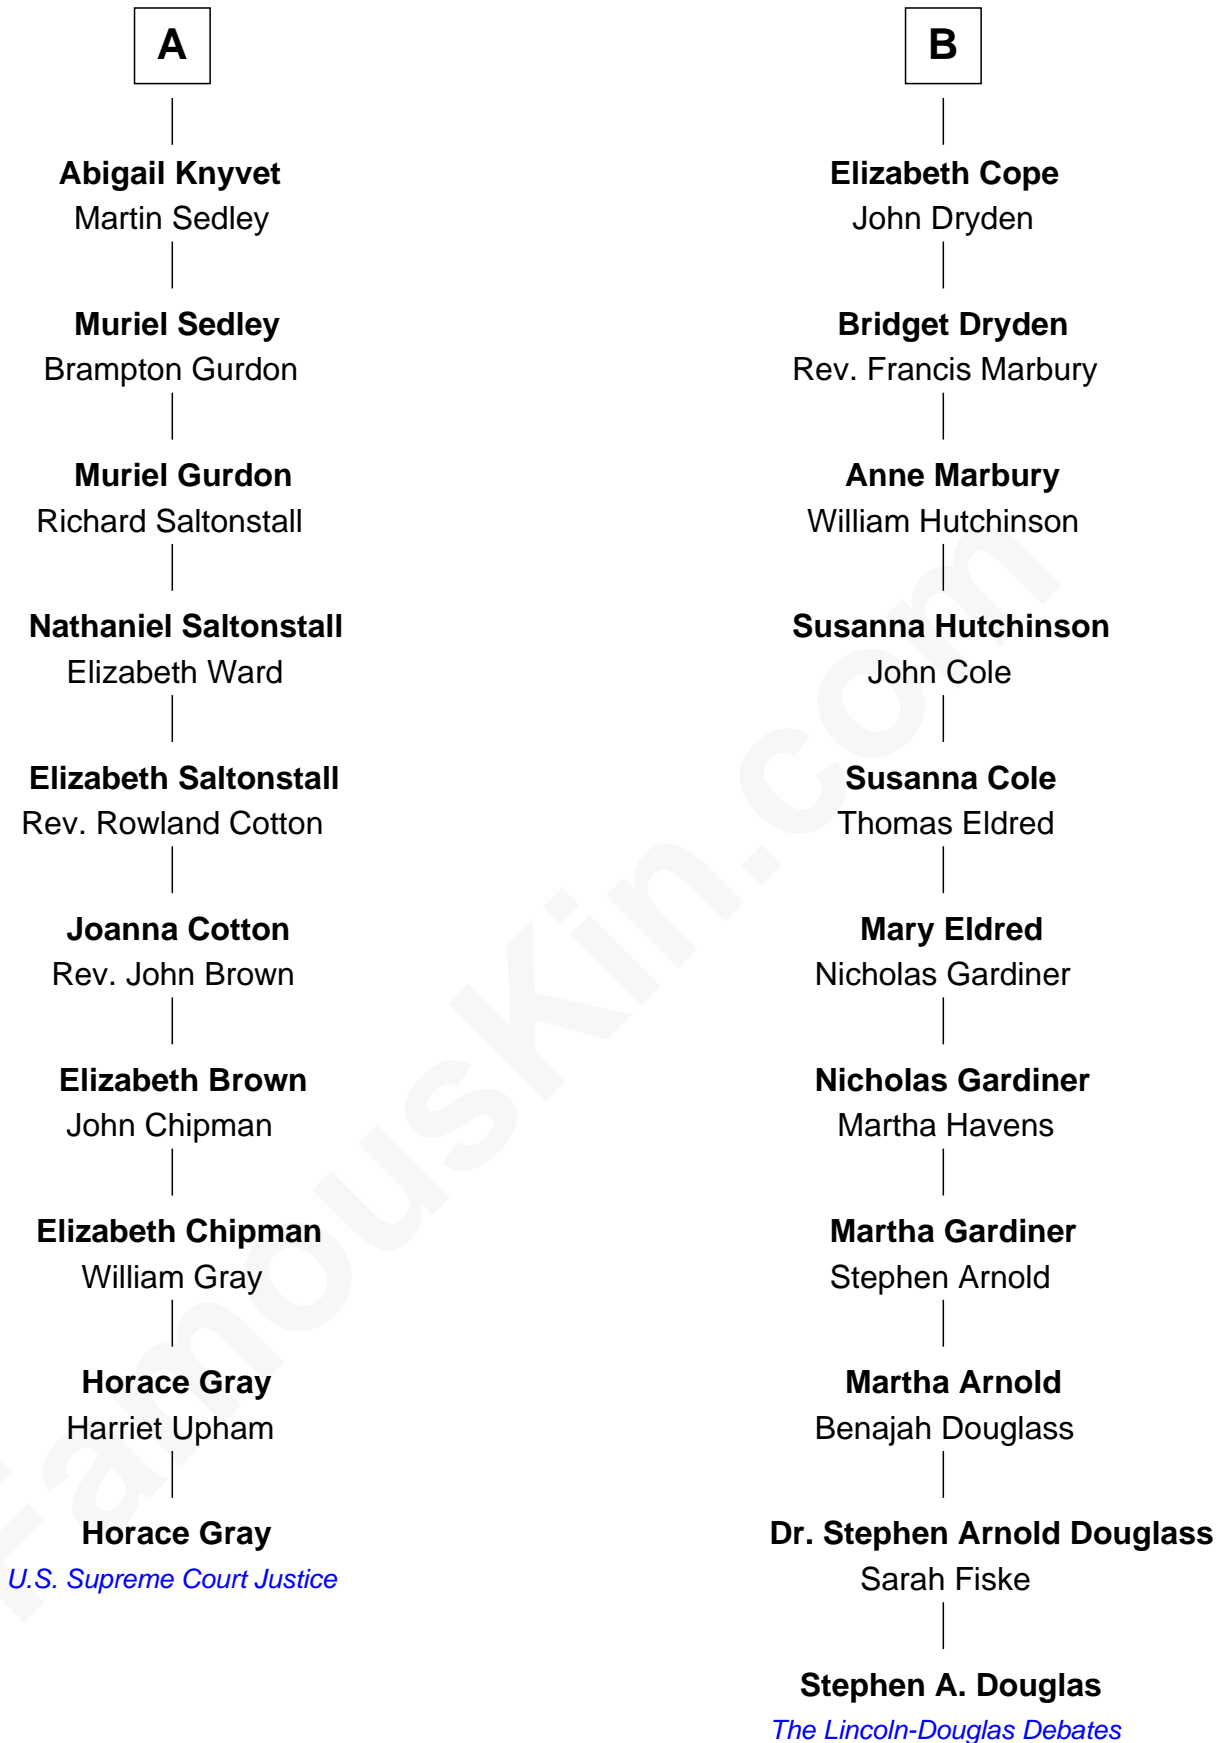 A
Abigail Knyvet
Martin Sedley
Muriel Sedley
Brampton Gurdon
Muriel Gurdon
Richard Saltonstall
Nathaniel Saltonstall
Elizabeth Ward
Elizabeth Saltonstall
Rev. Rowland Cotton
Joanna Cotton
Rev. John Brown
Elizabeth Brown
John Chipman
Elizabeth Chipman
William Gray
Horace Gray
Harriet Upham
Horace Gray
U.S. Supreme Court Justice
B
Elizabeth Cope
John Dryden
Bridget Dryden
Rev. Francis Marbury
Anne Marbury
William Hutchinson
Susanna Hutchinson
John Cole
Susanna Cole
Thomas Eldred
Mary Eldred
Nicholas Gardiner
Nicholas Gardiner
Martha Havens
Martha Gardiner
Stephen Arnold
Martha Arnold
Benajah Douglass
Dr. Stephen Arnold Douglass
Sarah Fiske
Stephen A. Douglas
The Lincoln-Douglas Debates
FamousKin.com